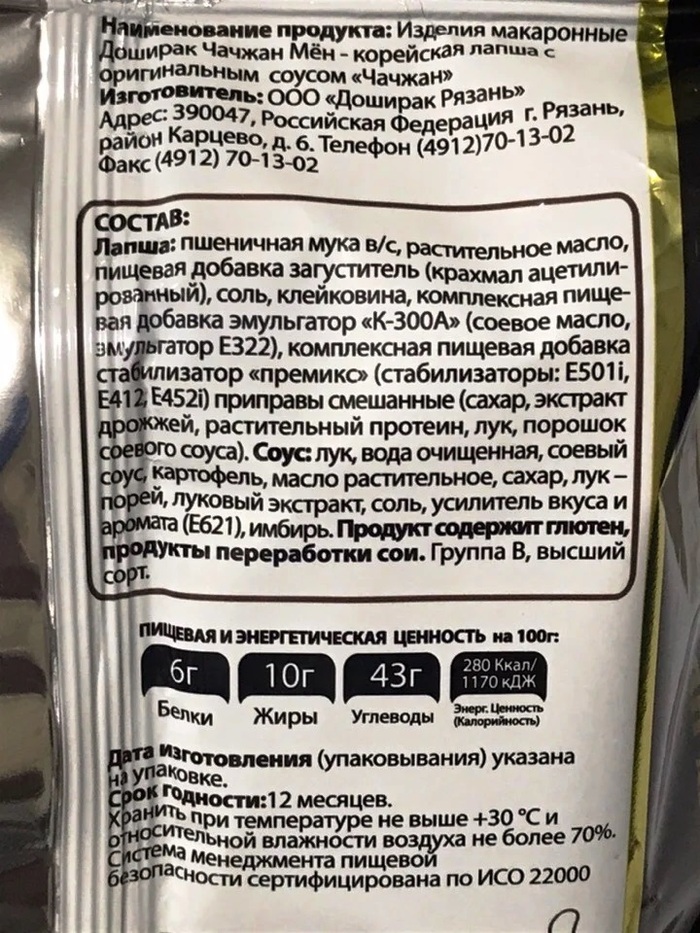 Наименование продукта: Изделия макаронные
Доширак Чачжан Мён - корейская лапша с
оригинальным соусом «Чачжан»
Изготовитель: ООО «Доширак Рязань»
Адрес: 390047, Российская Федерация г. Рязань,
район Карцево, д. 6. Телефон (4912)70-13-02
Факс (4912) 70-13-02
СОСТАВ:
Лапша: пшеничная мука в/с, растительное масло,
пищевая добавка загуститель (крахмал ацетили-
рованный), соль, клейковина, комплексная пище-
вая добавка эмульгатор «К-300А» (соевое масло,
эмульгатор Е322), комплексная пищевая добавка
стабилизатор «премикс» (стабилизаторы: Е501i,
Е412, Е452i) приправы смешанные (сахар, экстракт
дрожжей, растительный протеин, лук, порошок
соевого соуса). Соус: лук, вода очищенная, соевый
соус, картофель, масло растительное, сахар, лук –
порей, луковый экстракт, соль, усилитель вкуса и
аромата (Е621), имбирь. Продукт содержит глютен,
продукты переработки сои. Группа В, высший
сорт.
ПИЩЕВАЯ И ЭНЕРГЕТИЧЕСКАЯ ЦЕННОСТЬ на 100г:
6г 10г 43г 280 Ккал/
1170 кДЖ
Белки Жиры Углеводы Энерг. Ценность
(Калорийность)
Дата изготовления (упаковывания) указана
на упаковке.
Срок годности:12 месяцев.
Хранить при температуре не выше +30 °С и
относительной влажности воздуха не более 70%.
Система менеджмента пищевой
безопасности сертифицирована по ИСО 22000